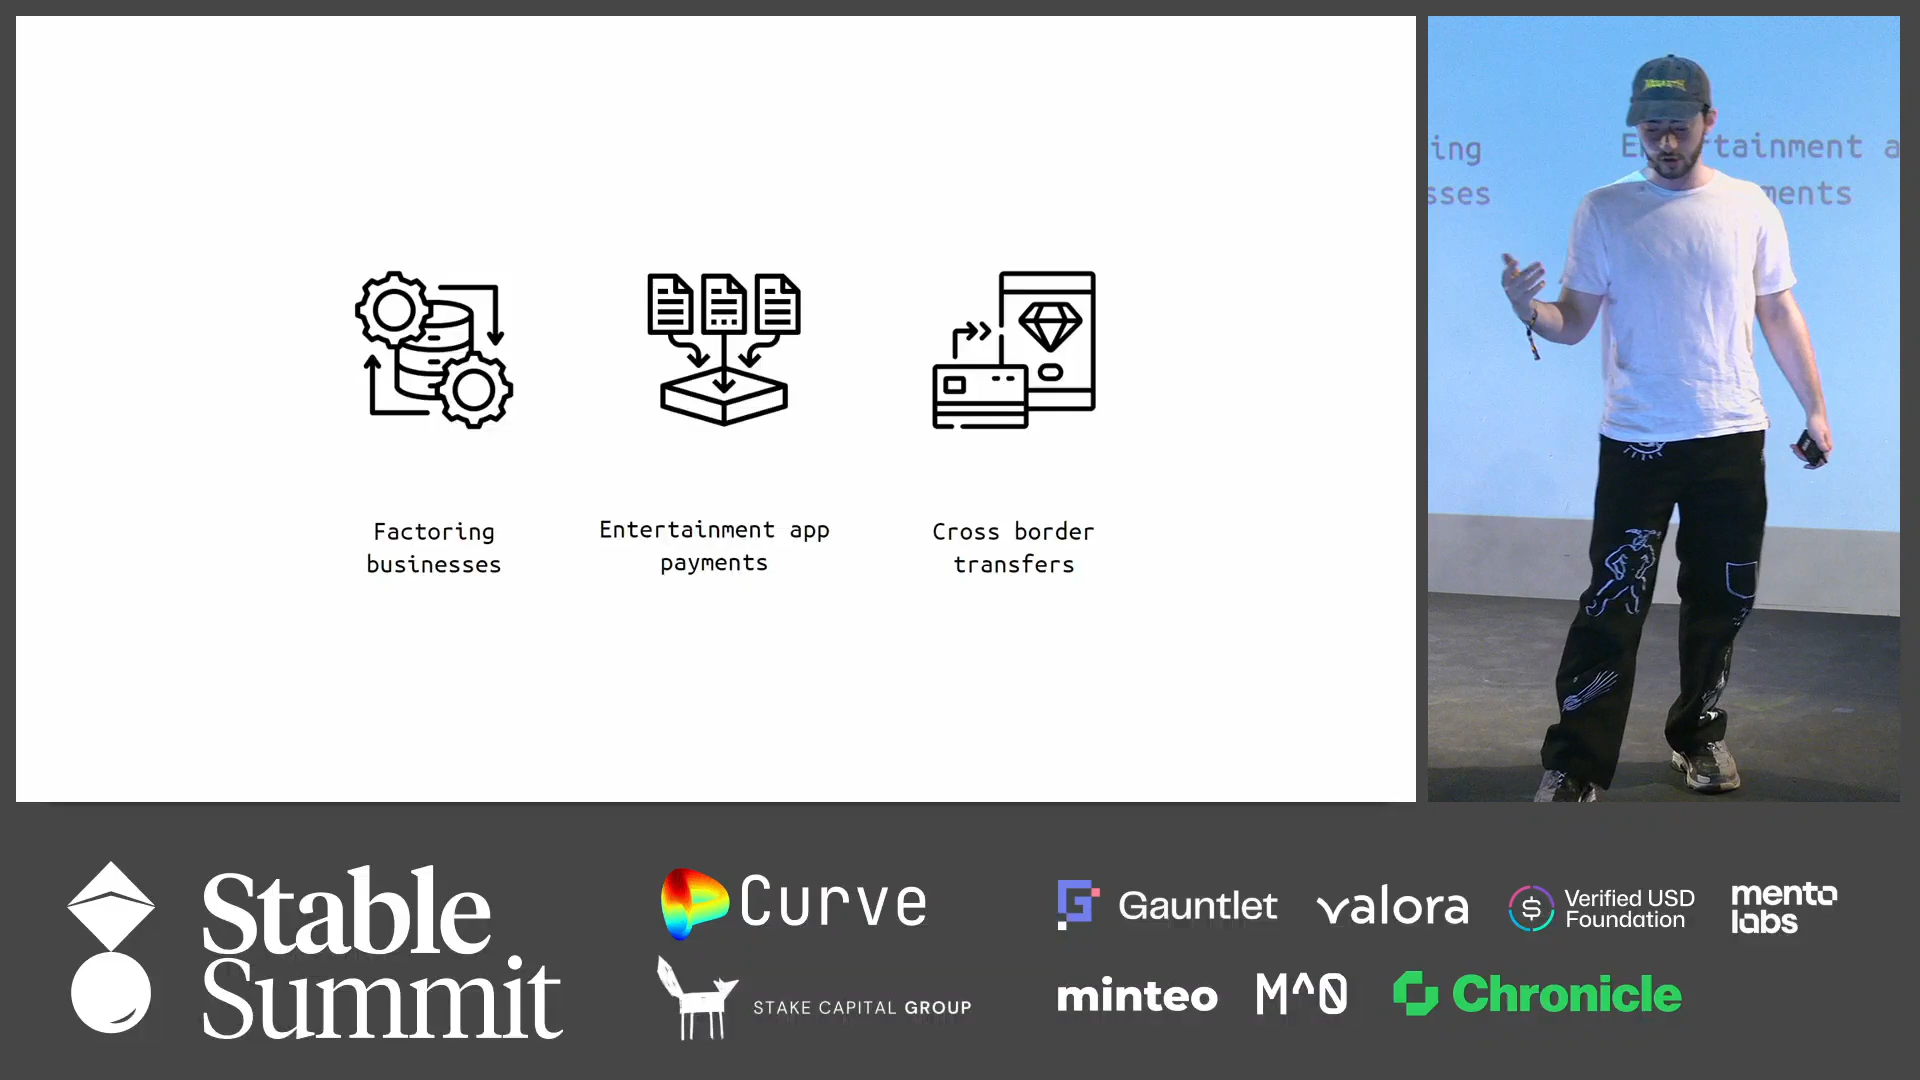 Factoring
businesses
Entertainment app
payments
Cross border
transfers
ing
sses
tainment a
ments
Stable
Summit
Curve
STAKE CAPITAL GROUP
Gauntlet
valora
Verified USD
Foundation
mento
labs
minteo
M^0
Chronicle